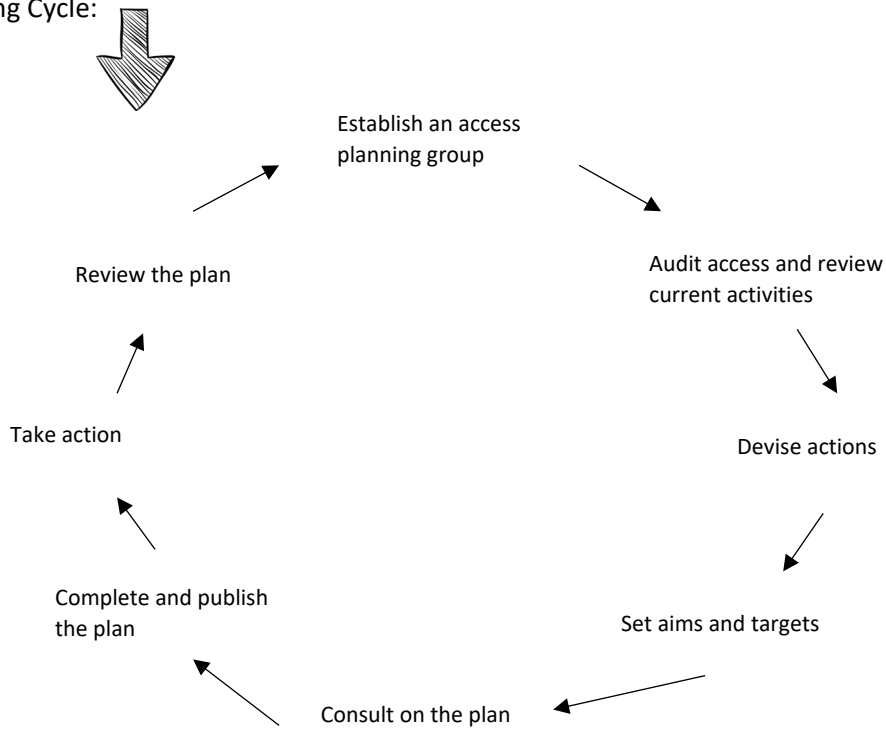 ng Cycle:
Establish an access
planning group
Audit access and review
current activities
Devise actions
Set aims and targets
Consult on the plan
Complete and publish
the plan
Take action
Review the plan